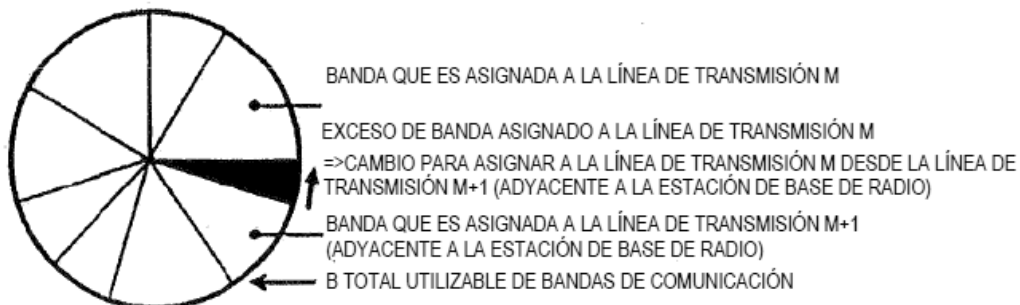 BANDA QUE ES ASIGNADA A LA LÍNEA DE TRANSMISIÓN M
EXCESO DE BANDA ASIGNADO A LA LÍNEA DE TRANSMISIÓN M
=>CAMBIO PARA ASIGNAR A LA LÍNEA DE TRANSMISIÓN M DESDE LA LÍNEA DE
TRANSMISIÓN M+1 (ADYACENTE A LA ESTACIÓN DE BASE DE RADIO)
BANDA QUE ES ASIGNADA A LA LÍNEA DE TRANSMISIÓN M+1
(ADYACENTE A LA ESTACIÓN DE BASE DE RADIO)
B TOTAL UTILIZABLE DE BANDAS DE COMUNICACIÓN